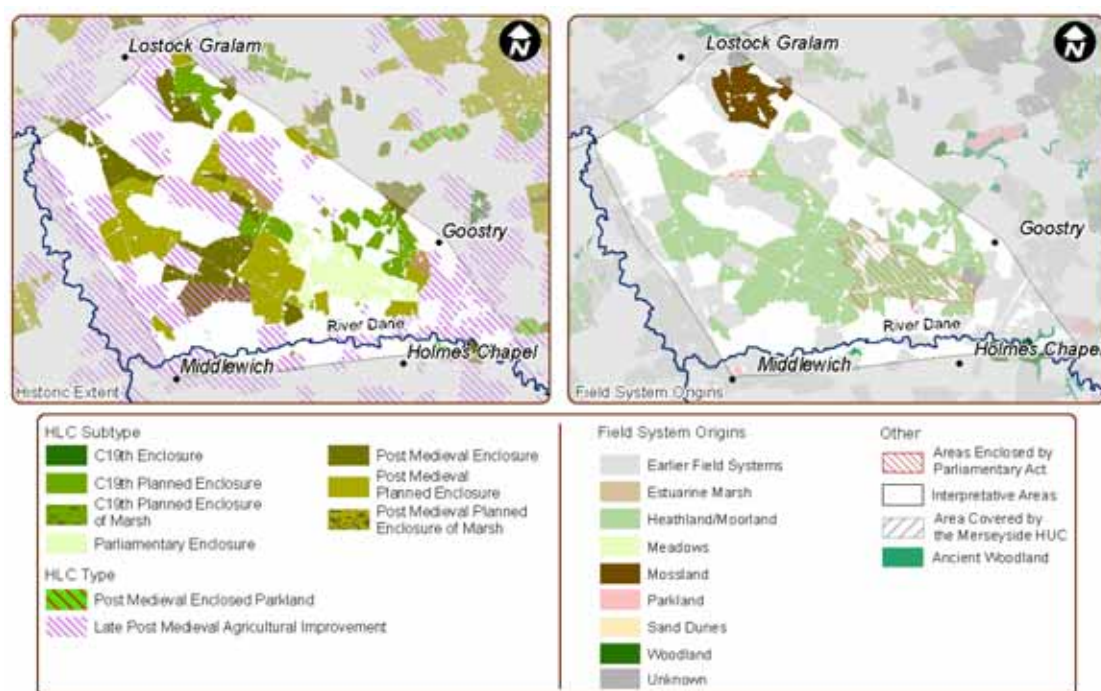 N
Lostock Gralam
Goostry
River Dane
Holmes Chapel
Middlewich
Historic Extent
N
Lostock Gralam
Goostry
River Dane
Holmes Chapel
Middlewich
Field System Origins
HLC Subtype
C19th Enclosure
C19th Planned Enclosure
C19th Planned Enclosure
of Marsh
Parliamentary Enclosure
Post Medieval Enclosure
Post Medieval
Planned Enclosure
Post Medieval Planned
Enclosure of Marsh
HLC Type
Post Medieval Enclosed Parkland
Late Post Medieval Agricultural Improvement
Field System Origins
Earlier Field Systems
Estuarine Marsh
Heathland/Moorland
Meadows
Mossland
Parkland
Sand Dunes
Woodland
Unknown
Other
Areas Enclosed by
Parliamentary Act
Interpretative Areas
Area Covered by
the Merseyside HUC
Ancient Woodland